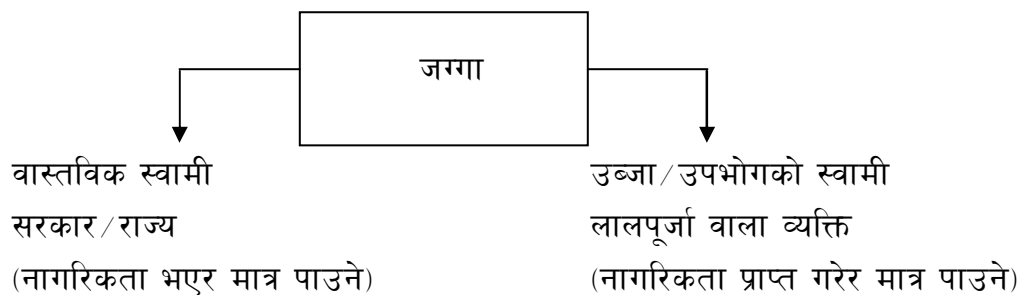 जग्गा
वास्तविक स्वामी
सरकार/राज्य
(नागरिकता भएर मात्र पाउने)
उब्जा/उपभोगको स्वामी
लालपूर्जा वाला व्यक्ति
(नागरिकता प्राप्त गरेर मात्र पाउने)